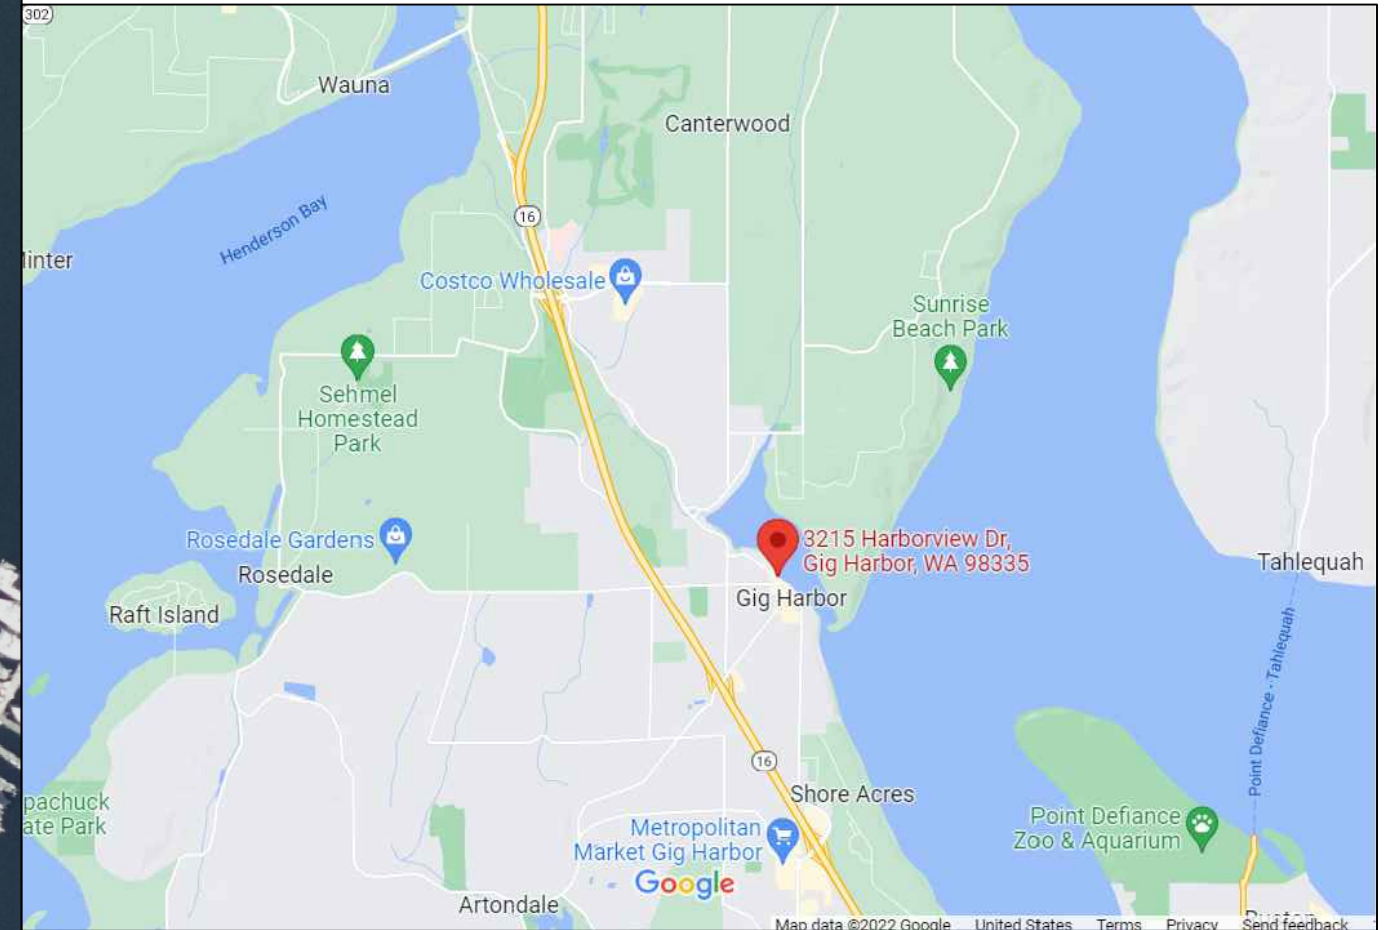 302
Wauna
Canterwood
Henderson Bay
16
linter
Costco Wholesale
Sunrise
Beach Park
Sehmel
Homestead
Park
Rosedale Gardens
3215 Harborview Dr,
Gig Harbor, WA 98335
Rosedale
Tahlequah
Gig Harbor
Raft Island
Point Defiance - Tahlequah
16
Shore Acres
pachuck
ate Park
Point Defiance
Zoo & Aquarium
Metropolitan
Market Gig Harbor
Google
Artondale
Ruston
Map data ©2022 Google United States Terms Privacy Send feedback